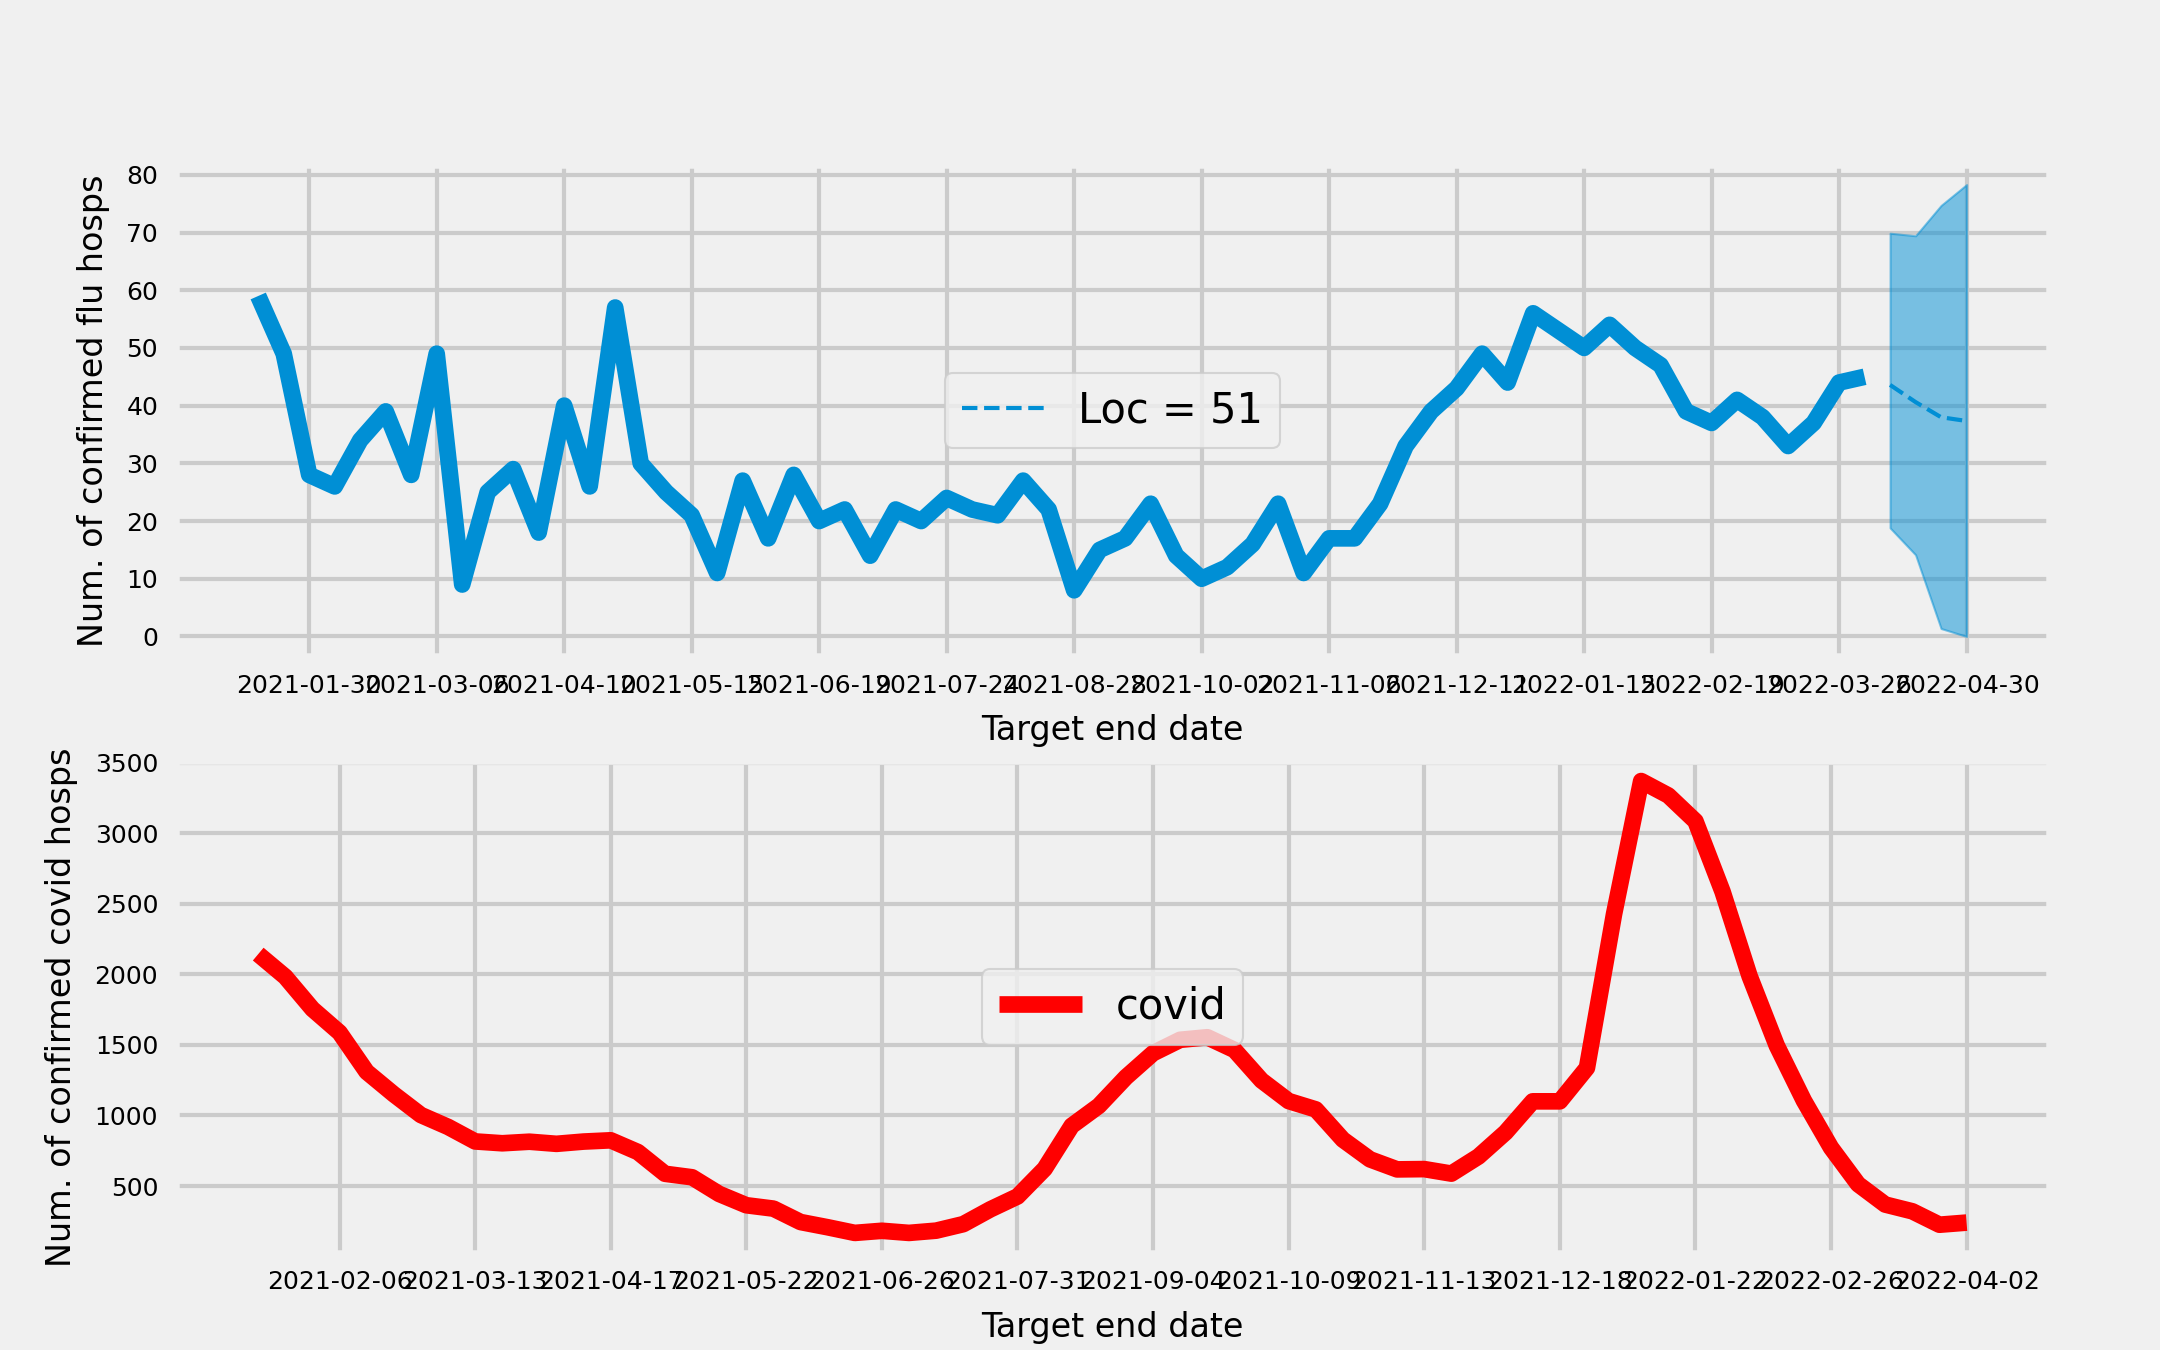 Num. of confirmed flu hosps
80
70
60
50
40
30
20
10
0
Loc = 51
2021-01-30 2021-03-06 2021-04-10 2021-05-15 2021-06-19 2021-07-24 2021-08-28 2021-10-02 2021-11-06 2021-12-11 2022-01-15 2022-02-19 2022-03-26 2022-04-30
Target end date
Num. of confirmed covid hosps
3500
3000
2500
2000
1500
1000
500
covid
2021-02-06 2021-03-13 2021-04-17 2021-05-22 2021-06-26 2021-07-31 2021-09-04 2021-10-09 2021-11-13 2021-12-18 2022-01-22 2022-02-26 2022-04-02
Target end date